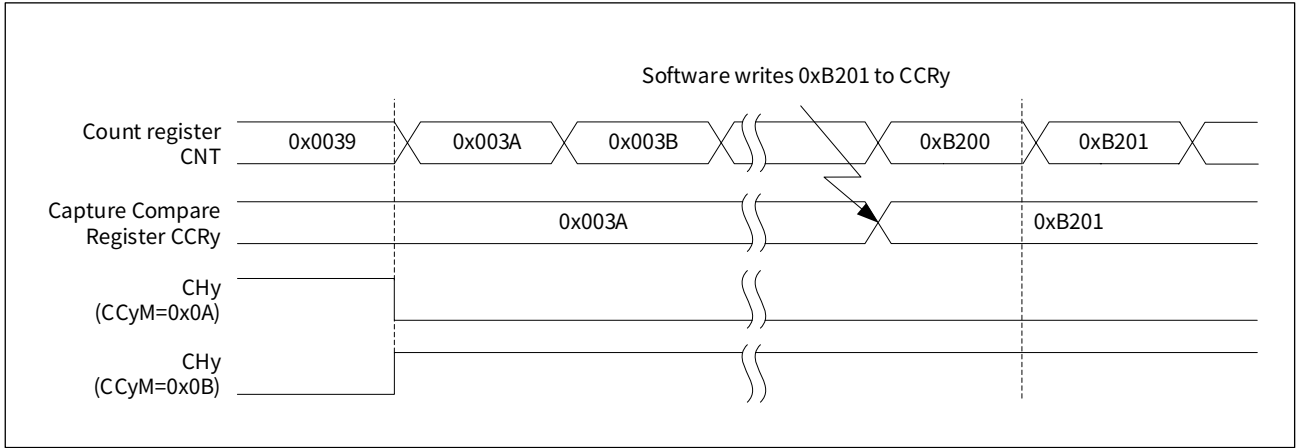 Software writes 0xB201 to CCRy
Count register
CNT
0x0039
0x003A
0x003B
0xB200
0xB201
Capture Compare
Register CCRy
0x003A
0xB201
CHy
(CCyM=0x0A)
CHy
(CCyM=0x0B)